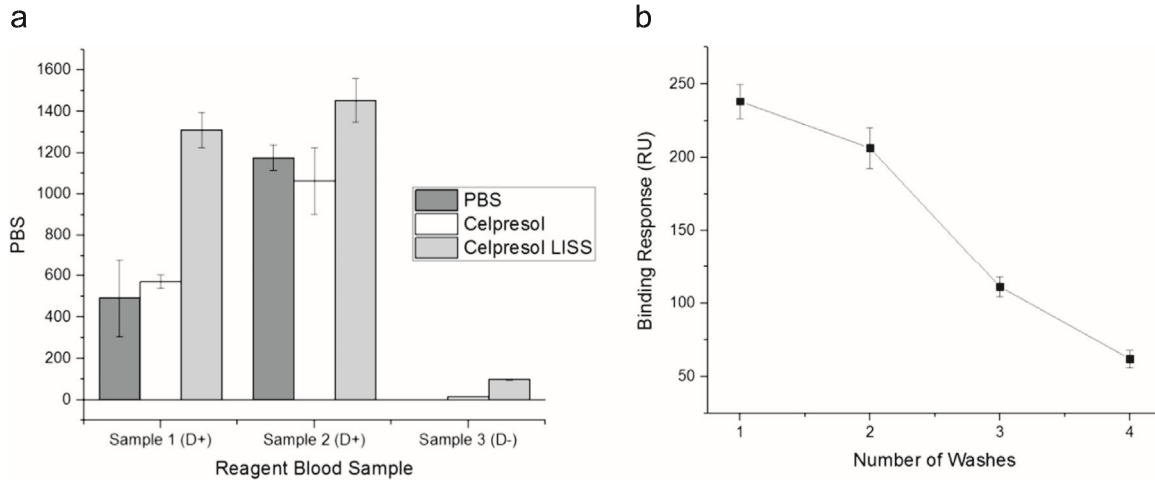 a
b
1600
1400
1200
1000
800
600
400
200
0
PBS
PBS
Celpresol
Celpresol LISS
Sample 1 (D+)
Sample 2 (D+)
Sample 3 (D-)
Reagent Blood Sample
250
200
150
100
50
Binding Response (RU)
1
2
3
4
Number of Washes